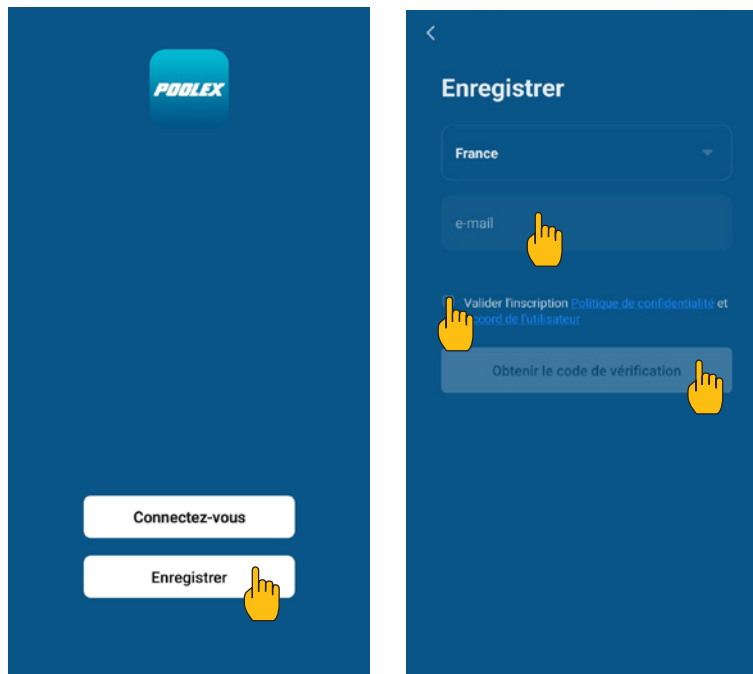 POOLEX
Connectez-vous
Enregistrer
Enregistrer
France
e-mail
Valider l'inscription Politique de confidentialité et
de l'utilisateur
Obtenir le code de vérification